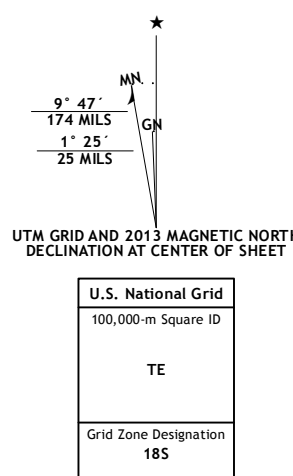 ★
MN
9° 47´
174 MILS
GN
1° 25´
25 MILS
UTM GRID AND 2013 MAGNETIC NORTH
DECLINATION AT CENTER OF SHEET
U.S. National Grid
100,000-m Square ID
TE
Grid Zone Designation
18S